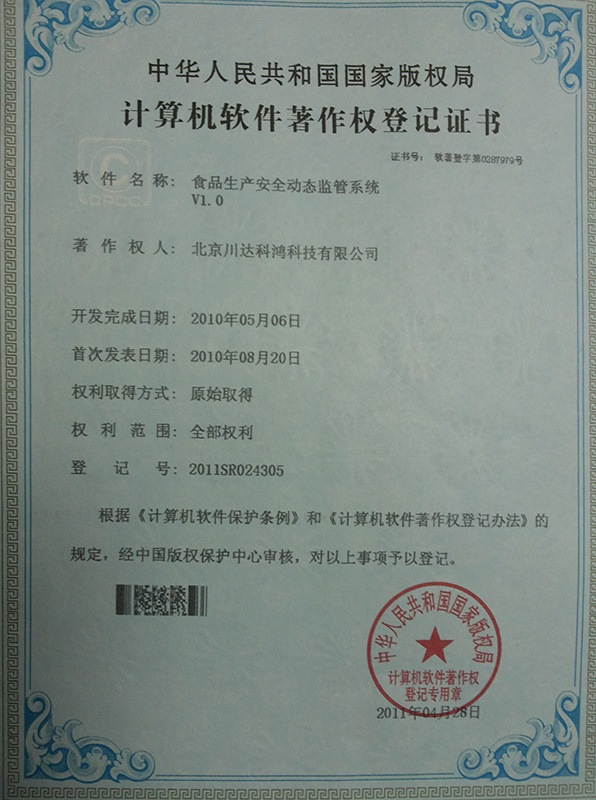 中华人民共和国国家版权局
计算机软件著作权登记证书
证书号： 软著登字第0287979号
CPCC
软件名称： 食品生产安全动态监管系统
V1.0
著作权人： 北京川达科鸿科技有限公司
开发完成日期： 2010年05月06日
首次发表日期： 2010年08月20日
权利取得方式： 原始取得
权利范围： 全部权利
登记号： 2011SR024305
根据《计算机软件保护条例》和《计算机软件著作权登记办法》的
规定，经中国版权保护中心审核，对以上事项予以登记。
中华人民共和国国家版权局
计算机软件著作权
登记专用章
2011年04月28日